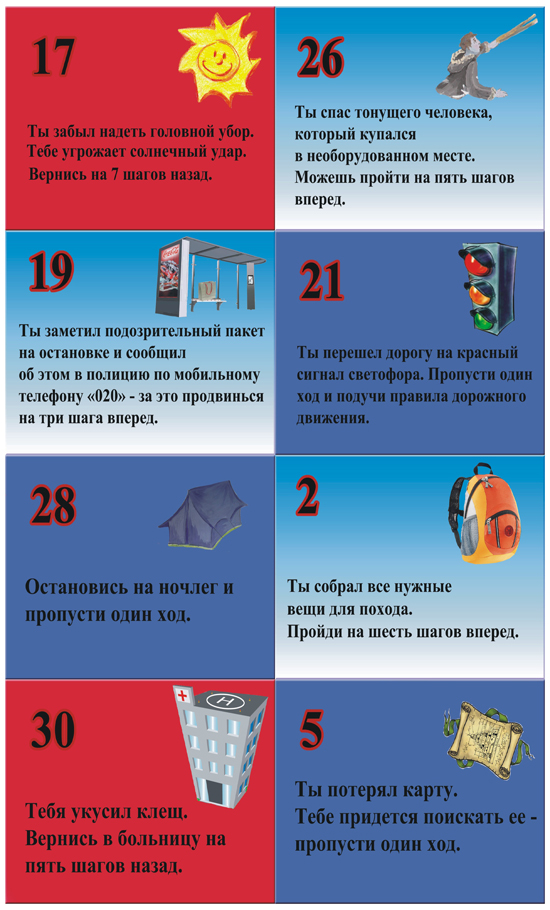 17
Ты забыл надеть головной убор.
Тебе угрожает солнечный удар.
Вернись на 7 шагов назад.
26
Ты спас тонущего человека,
который купался
в необорудованном месте.
Можешь пройти на пять шагов
вперед.
19
Ты заметил подозрительный пакет
на остановке и сообщил
об этом в полицию по мобильному
телефону «020» - за это продвинься
на три шага вперед.
21
Ты перешел дорогу на красный
сигнал светофора. Пропусти один
ход и подучи правила дорожного
движения.
28
Остановись на ночлег и
пропусти один ход.
2
Ты собрал все нужные
вещи для похода.
Пройди на шесть шагов вперед.
30
H
Тебя укусил клещ.
Вернись в больницу на
пять шагов назад.
5
Ты потерял карту.
Тебе придется поискать ее -
пропусти один ход.